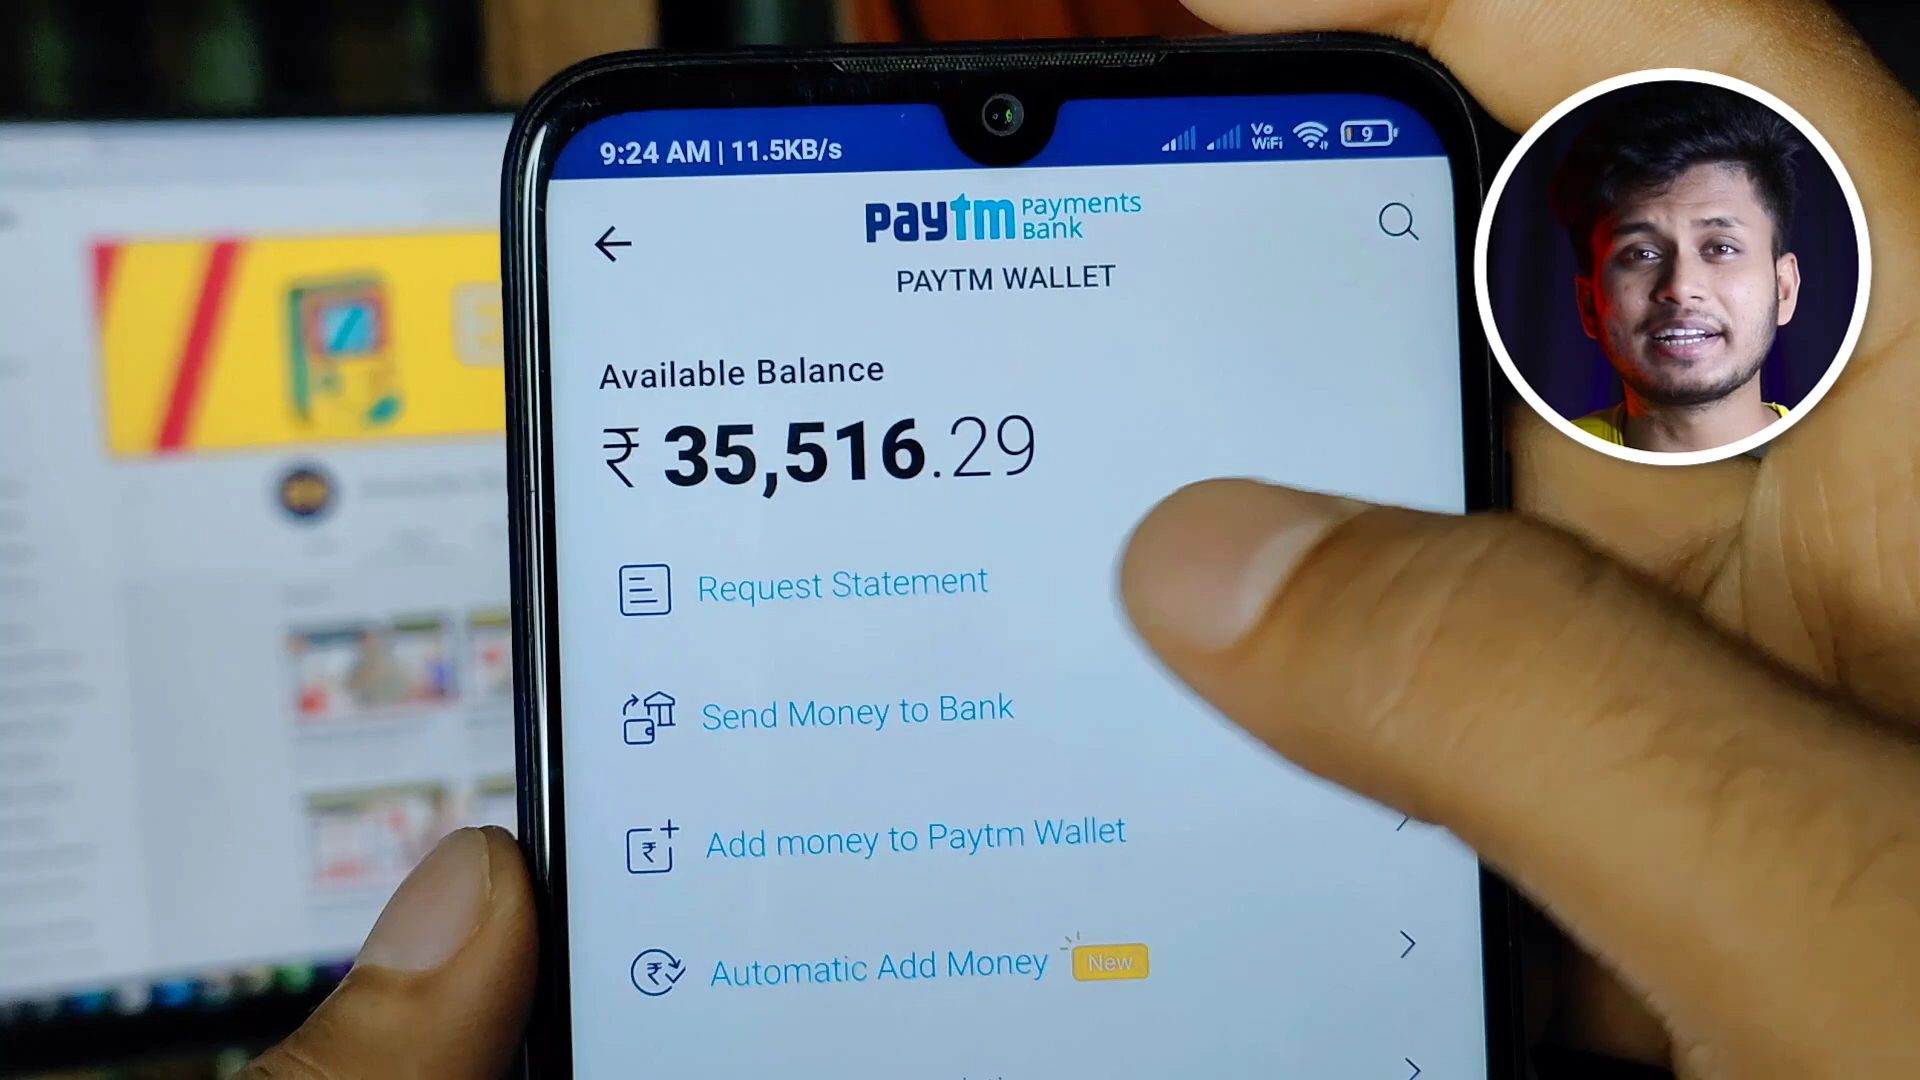 9:24 AM | 11.5KB/s
Vo
WiFi
9
paytm Payments
Bank
PAYTM WALLET
Available Balance
₹ 35,516.29
Request Statement
Send Money to Bank
Add money to Paytm Wallet
Automatic Add Money New